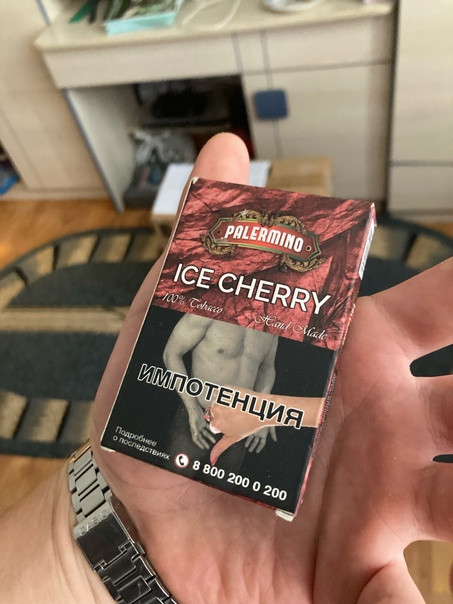 PALERMINO
ICE CHERRY
100% Tobacco Hand Made
ИМПОТЕНЦИЯ
Подробнее
о последствиях 8 800 200 0 200